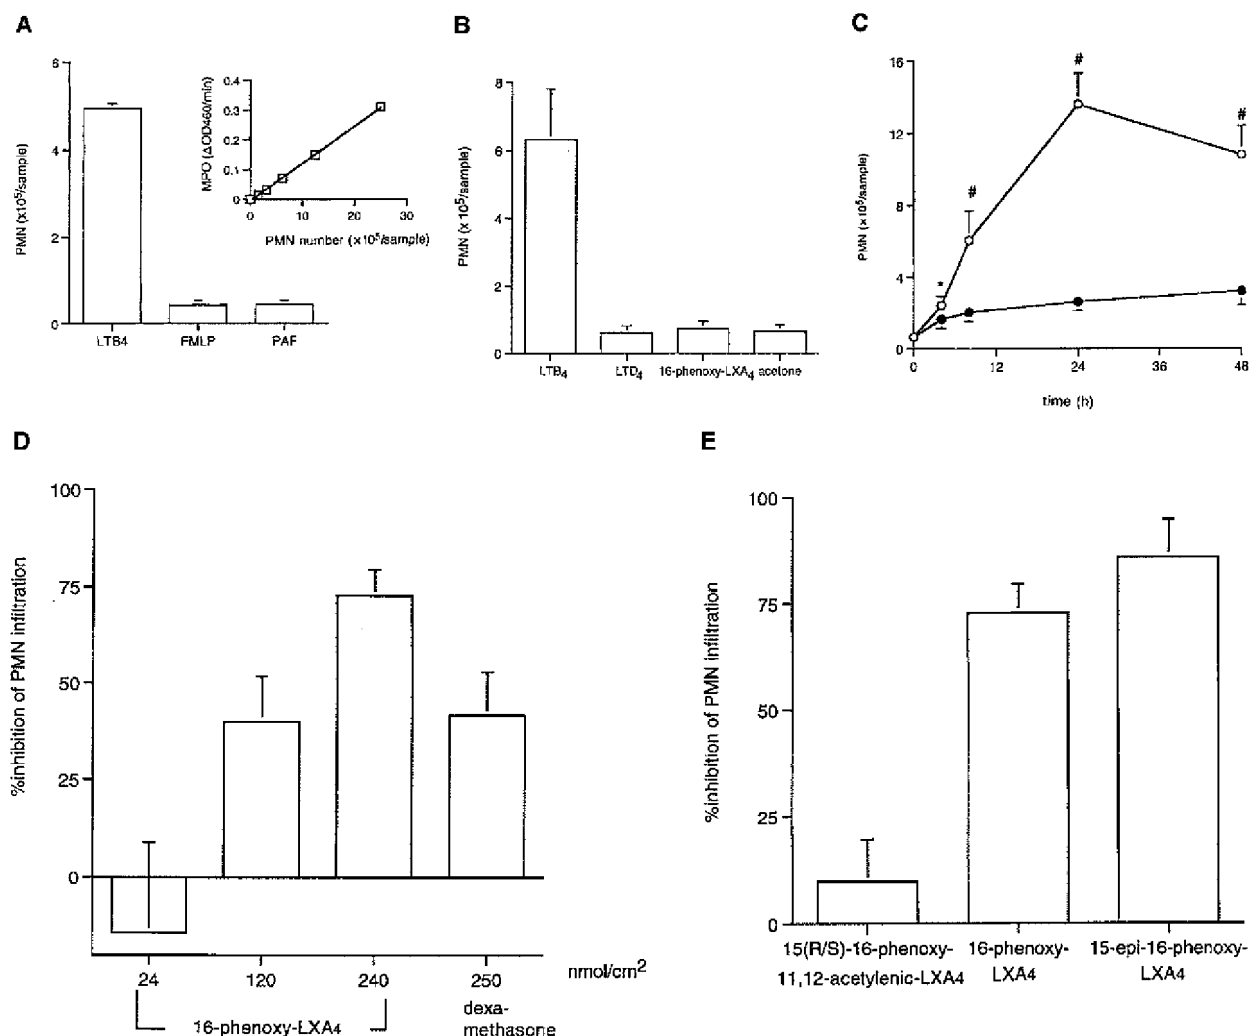 A
PMN (x10⁵/sample)
6
4
2
0
LTB4 FMLP PAF
MPO (ΔOD460/min)
0.4
0.3
0.2
0.1
0
0 10 20 30
PMN number (×10⁵/sample)
B
PMN (x 10⁵/sample)
8
6
4
2
0
LTB₄ LTD₄ 16-phenoxy-LXA₄ acetone
C
PMN (×10⁵/sample)
16
12
8
4
0
* # # #
0 12 24 36 48
time (h)
D
%inhibition of PMN infiltration
100
75
50
25
0
24 120 240 250 nmol/cm²
16-phenoxy-LXA₄
dexa-
methasone
E
%inhibition of PMN infiltration
100
75
50
25
0
15(R/S)-16-phenoxy-
11,12-acetylenic-LXA4
16-phenoxy-
LXA4
15-epi-16-phenoxy-
LXA4